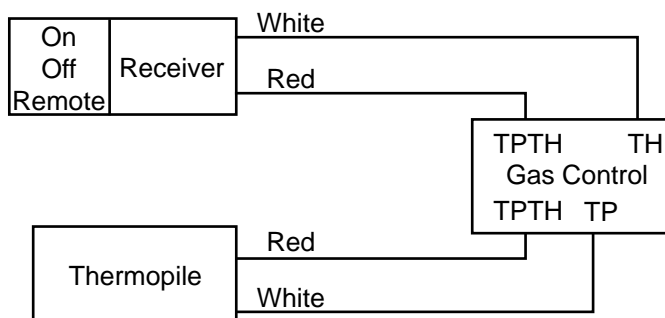 White
On
Off
Remote
Receiver
Red
TPTH TH
Gas Control
TPTH TP
Red
Thermopile
White